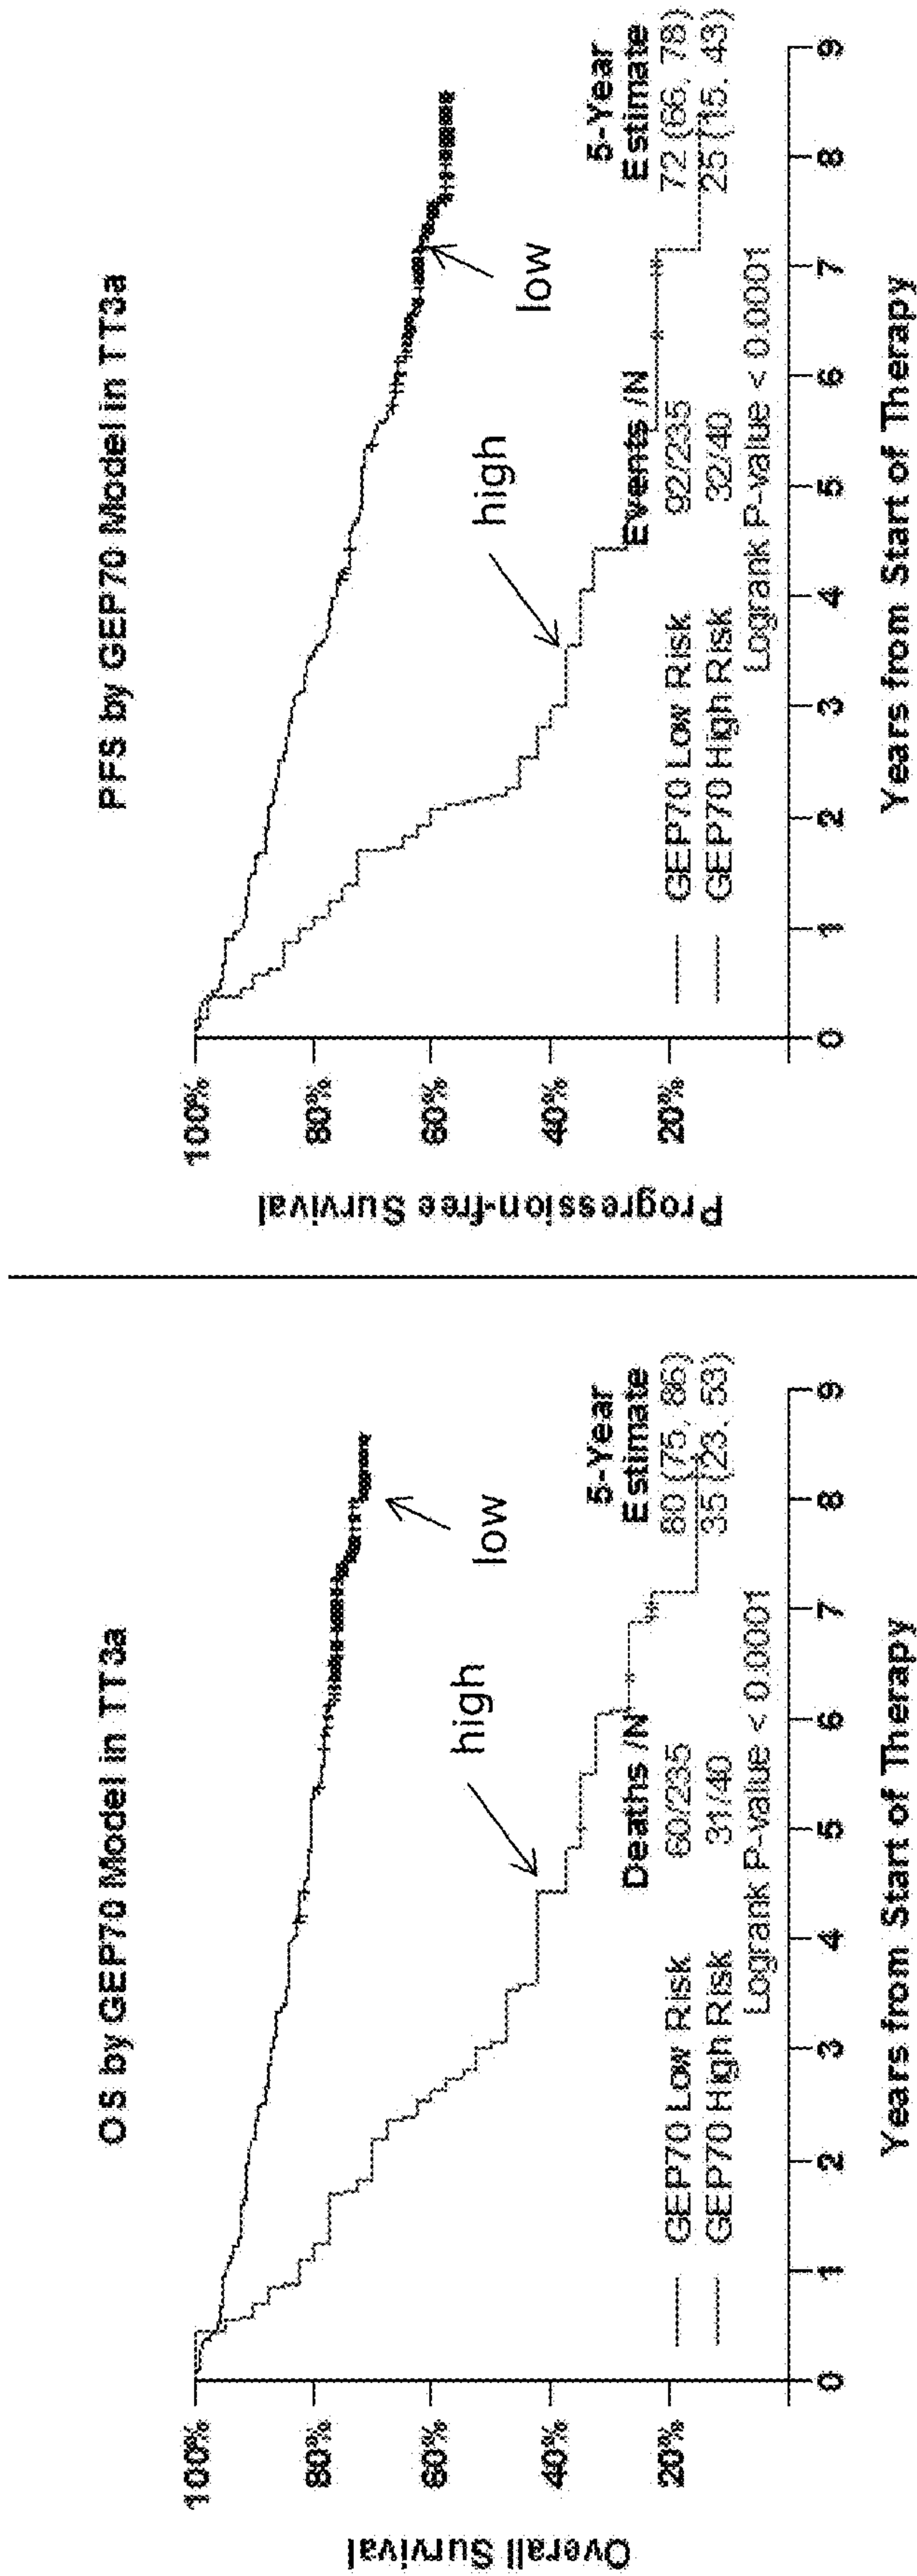 OS by GEP70 Model in TT3a
Overall Survival
100%
80%
60%
40%
20%
high
low
Deaths / N
5-Year
Estimate
GEP70 Low Risk 60/235 80 (75, 86)
GEP70 High Risk 31/40 35 (23, 53)
Logrank P-value < 0.0001
0 1 2 3 4 5 6 7 8 9
Years from Start of Therapy
PFS by GEP70 Model in TT3a
Progression-free Survival
100%
80%
60%
40%
20%
high
low
Events / N
5-Year
Estimate
GEP70 Low Risk 92/235 72 (66, 78)
GEP70 High Risk 32/40 25 (15, 43)
Logrank P-value < 0.0001
0 1 2 3 4 5 6 7 8 9
Years from Start of Therapy